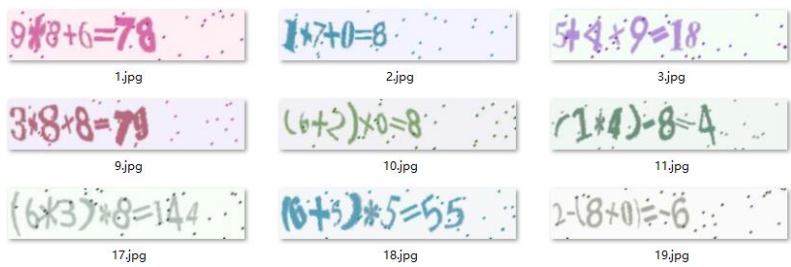 9*8+6=78 1+7+0=8 5+4+9=18
1.jpg 2.jpg 3.jpg
3*8×8=79 (6+2)+0=8 (1*4)-8=-4
9.jpg 10.jpg 11.jpg
(6*3)*8=144 (6+5)*5=55 2-(8+0)=-6
17.jpg 18.jpg 19.jpg